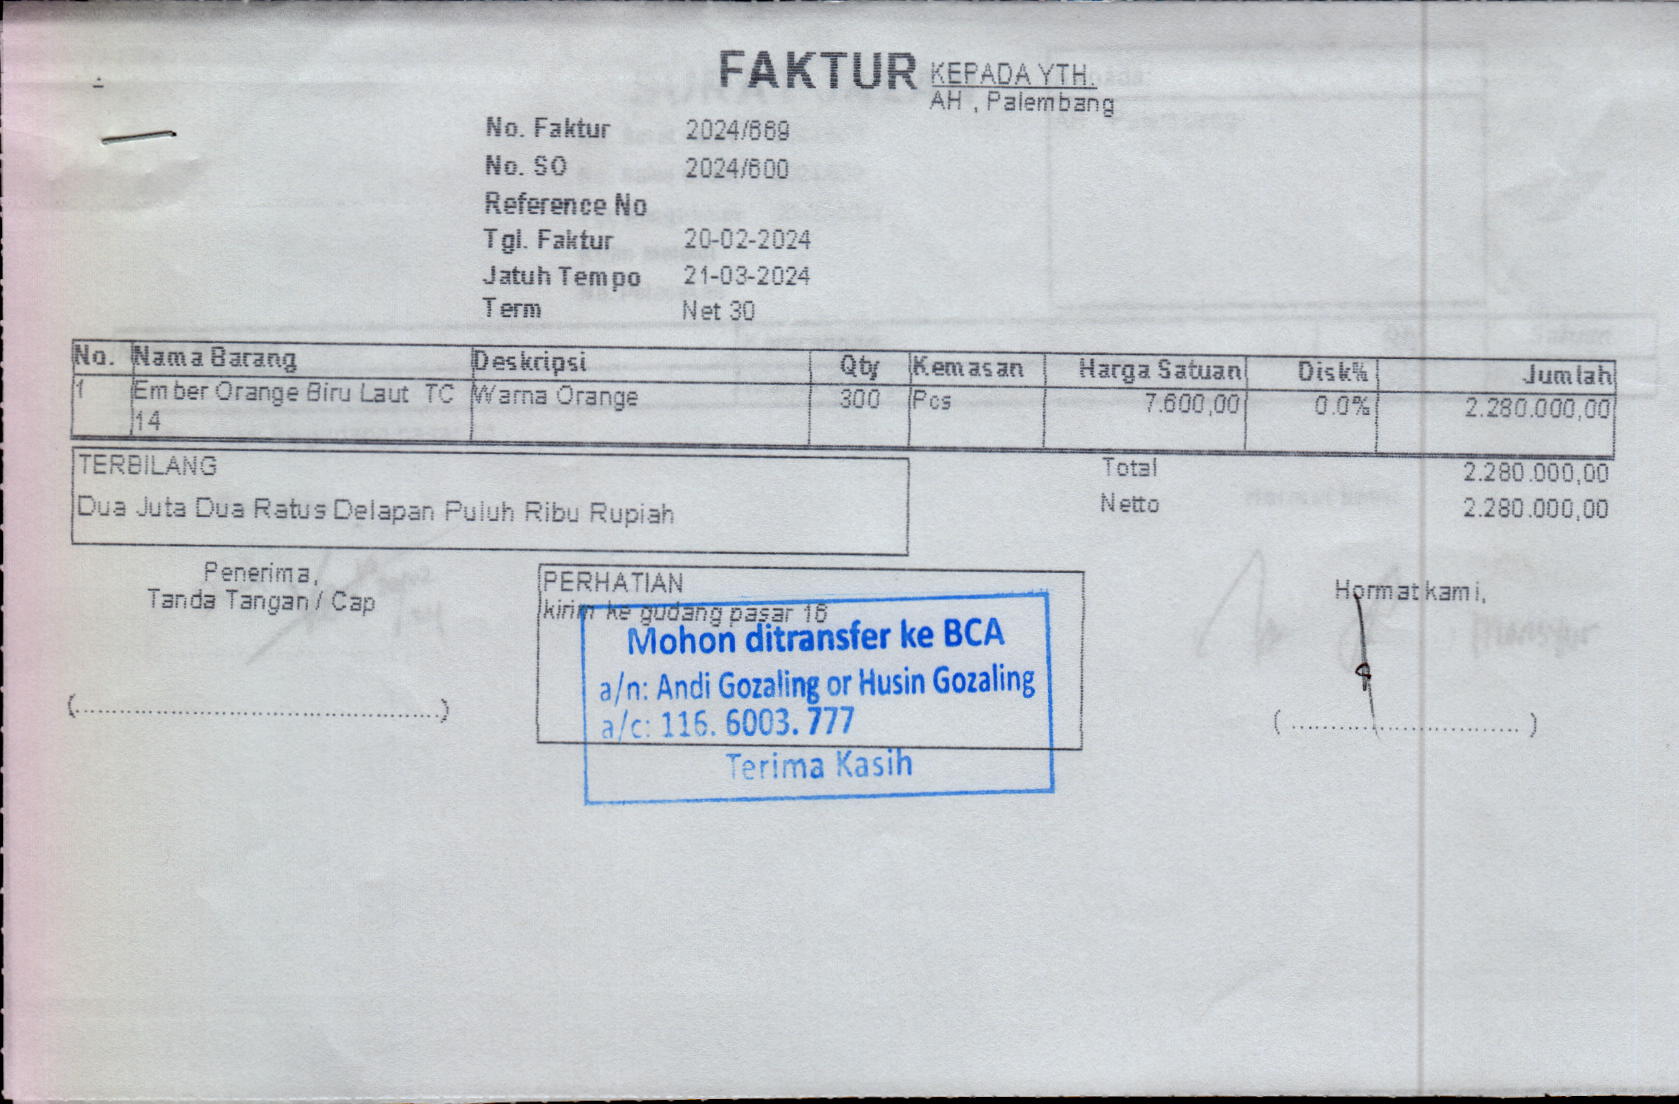 FAKTUR
KEPADA YTH.
AH , Palembang
No. Faktur 2024/669
No. SO 2024/600
Reference No
Tgl. Faktur 20-02-2024
Jatuh Tempo 21-03-2024
Term Net 30
No. Nama Barang Deskripsi Qty Kemasan Harga Satuan Disk% Jumlah
1 Ember Orange Biru Laut TC Warna Orange 300 Pcs 7.600,00 0.0% 2.280.000,00
14
TERBILANG
Dua Juta Dua Ratus Delapan Puluh Ribu Rupiah
Total 2.280.000,00
Netto 2.280.000,00
Penerima,
Tanda Tangan / Cap
(........................................)
PERHATIAN
kirim ke gudang pasar 16
Mohon ditransfer ke BCA
a/n: Andi Gozaling or Husin Gozaling
a/c: 116. 6003. 777
Terima Kasih
Hormat kami,
( ............................... )